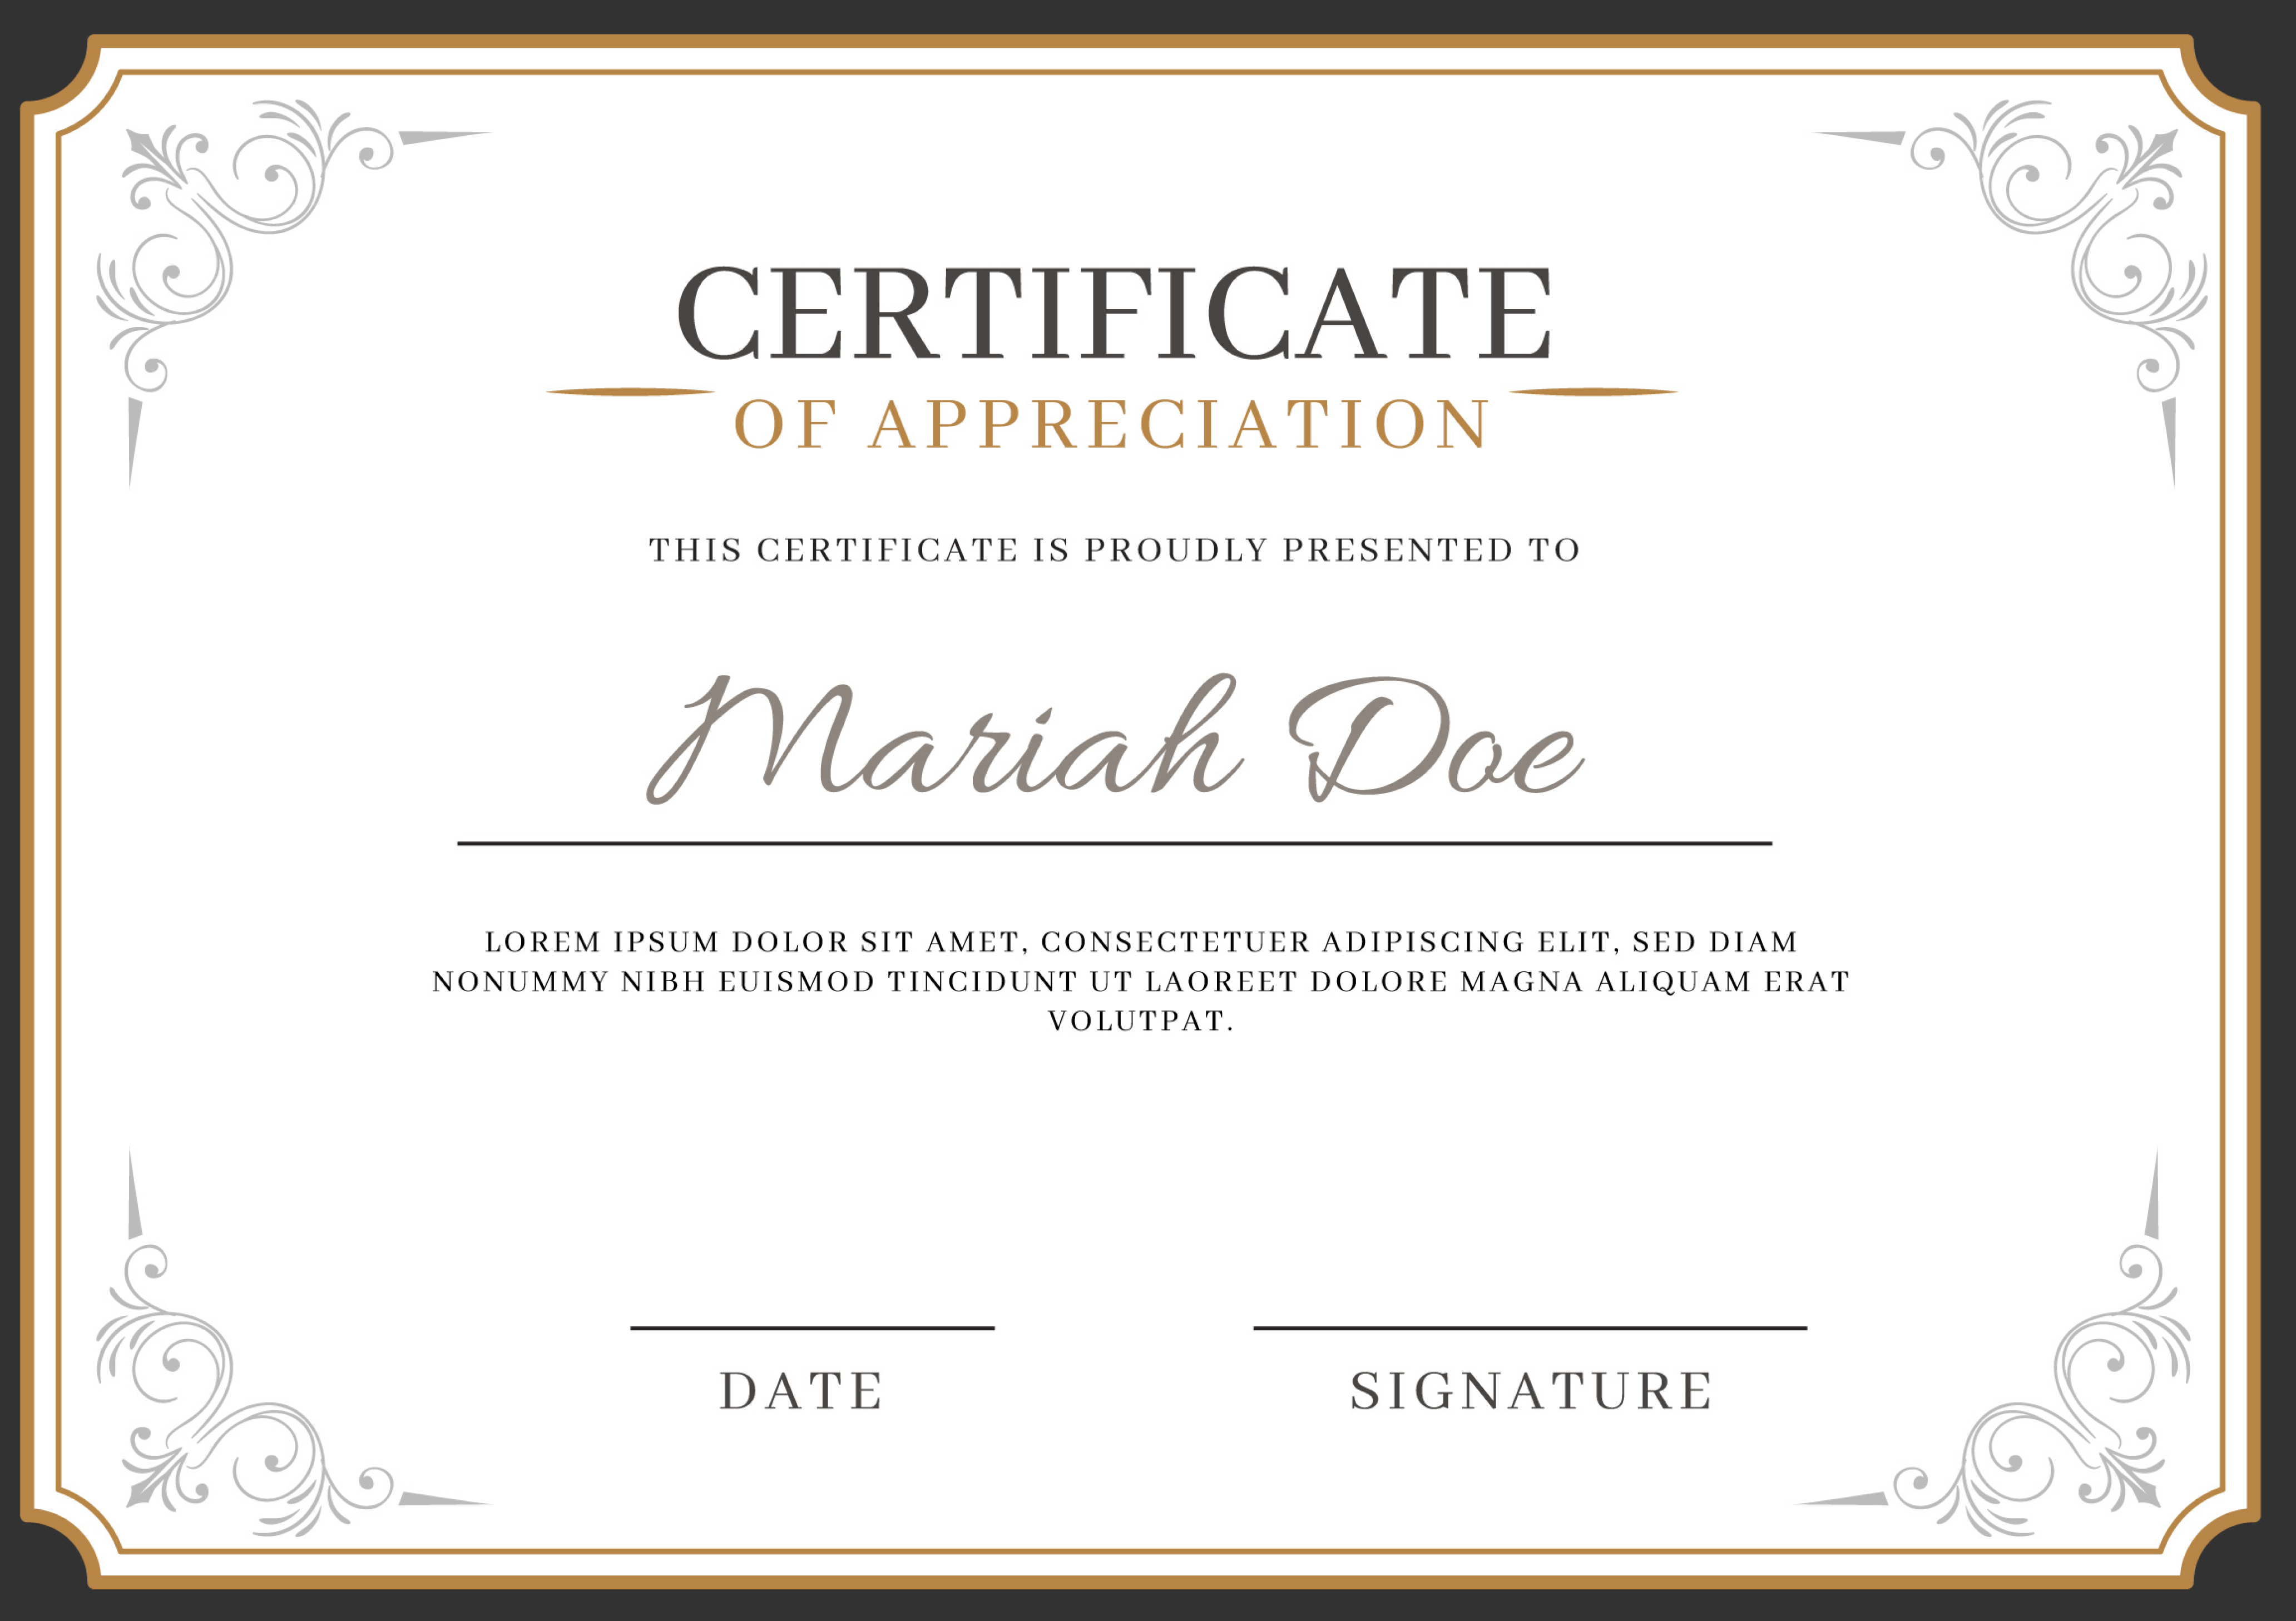 CERTIFICATE
OF APPRECIATION
THIS CERTIFICATE IS PROUDLY PRESENTED TO
Mariah Doe
LOREM IPSUM DOLOR SIT AMET, CONSECTETUER ADIPISCING ELIT, SED DIAM
NONUMMY NIBH EUISMOD TINCIDUNT UT LAOREET DOLORE MAGNA ALIQUAM ERAT
VOLUTPAT.
DATE
SIGNATURE